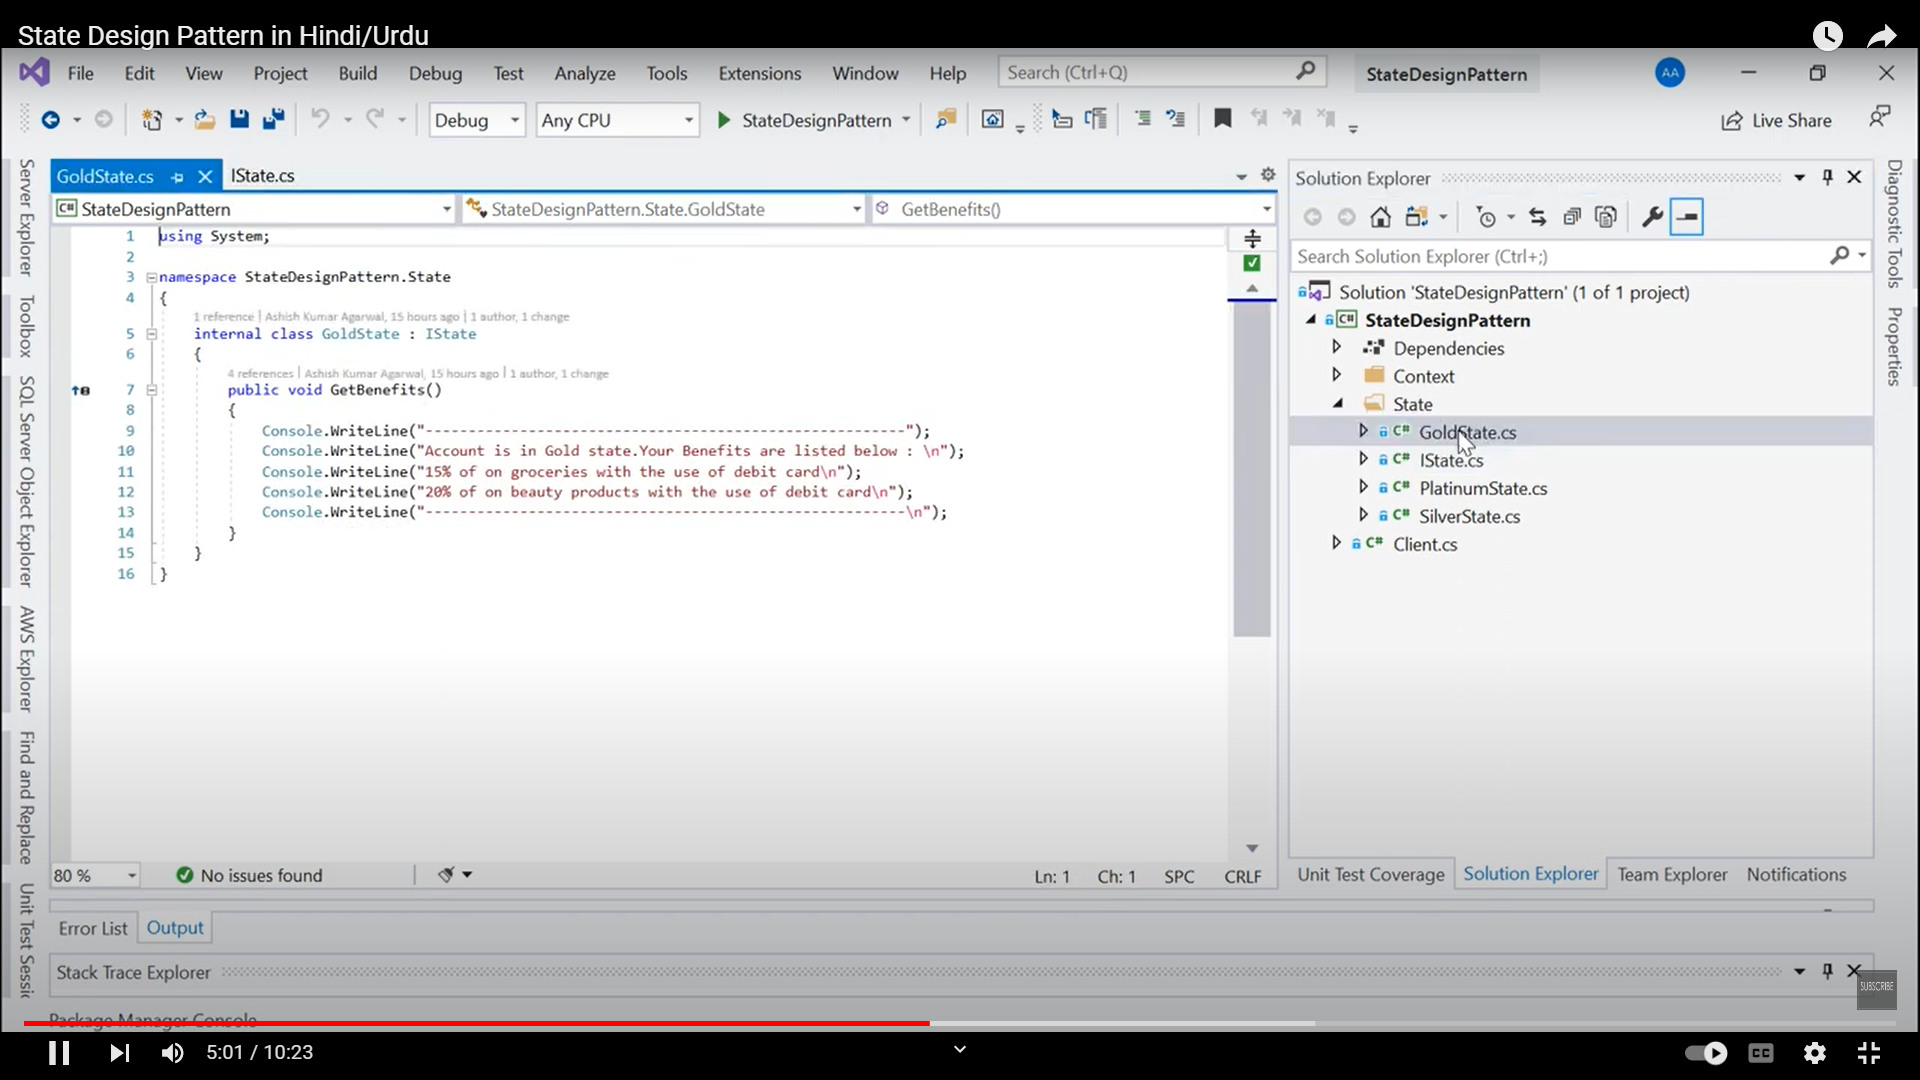 State Design Pattern in Hindi/Urdu
File Edit View Project Build Debug Test Analyze Tools Extensions Window Help Search (Ctrl+Q) StateDesignPattern AA
Debug Any CPU StateDesignPattern Live Share
GoldState.cs IState.cs
StateDesignPattern StateDesignPattern.State.GoldState GetBenefits()
1 using System;
2
3 namespace StateDesignPattern.State
4 {
1 reference | Ashish Kumar Agarwal, 15 hours ago | 1 author, 1 change
5 internal class GoldState : IState
6 {
4 references | Ashish Kumar Agarwal, 15 hours ago | 1 author, 1 change
7 public void GetBenefits()
8 {
9 Console.WriteLine("--------------------------------------------------------");
10 Console.WriteLine("Account is in Gold state.Your Benefits are listed below : \n");
11 Console.WriteLine("15% of on groceries with the use of debit card\n");
12 Console.WriteLine("20% of on beauty products with the use of debit card\n");
13 Console.WriteLine("--------------------------------------------------------\n");
14 }
15 }
16 }
80 % No issues found Ln: 1 Ch: 1 SPC CRLF
Server Explorer
Toolbox
SQL Server Object Explorer
AWS Explorer
Find and Replace
Unit Test Sessi
Solution Explorer
Search Solution Explorer (Ctrl+;)
Solution 'StateDesignPattern' (1 of 1 project)
C# StateDesignPattern
Dependencies
Context
State
C# GoldState.cs
C# IState.cs
C# PlatinumState.cs
C# SilverState.cs
C# Client.cs
Unit Test Coverage Solution Explorer Team Explorer Notifications
Diagnostic Tools
Properties
Error List Output
Stack Trace Explorer
SUBSCRIBE
Package Manager Console
5:01 / 10:23
CC